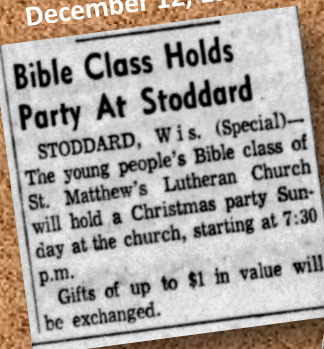 December 12,
Bible Class Holds
Party At Stoddard
STODDARD, Wis. (Special)—
The young people's Bible class of
St. Matthew's Lutheran Church
will hold a Christmas party Sun-
day at the church, starting at 7:30
p.m.
Gifts of up to $1 in value will
be exchanged.